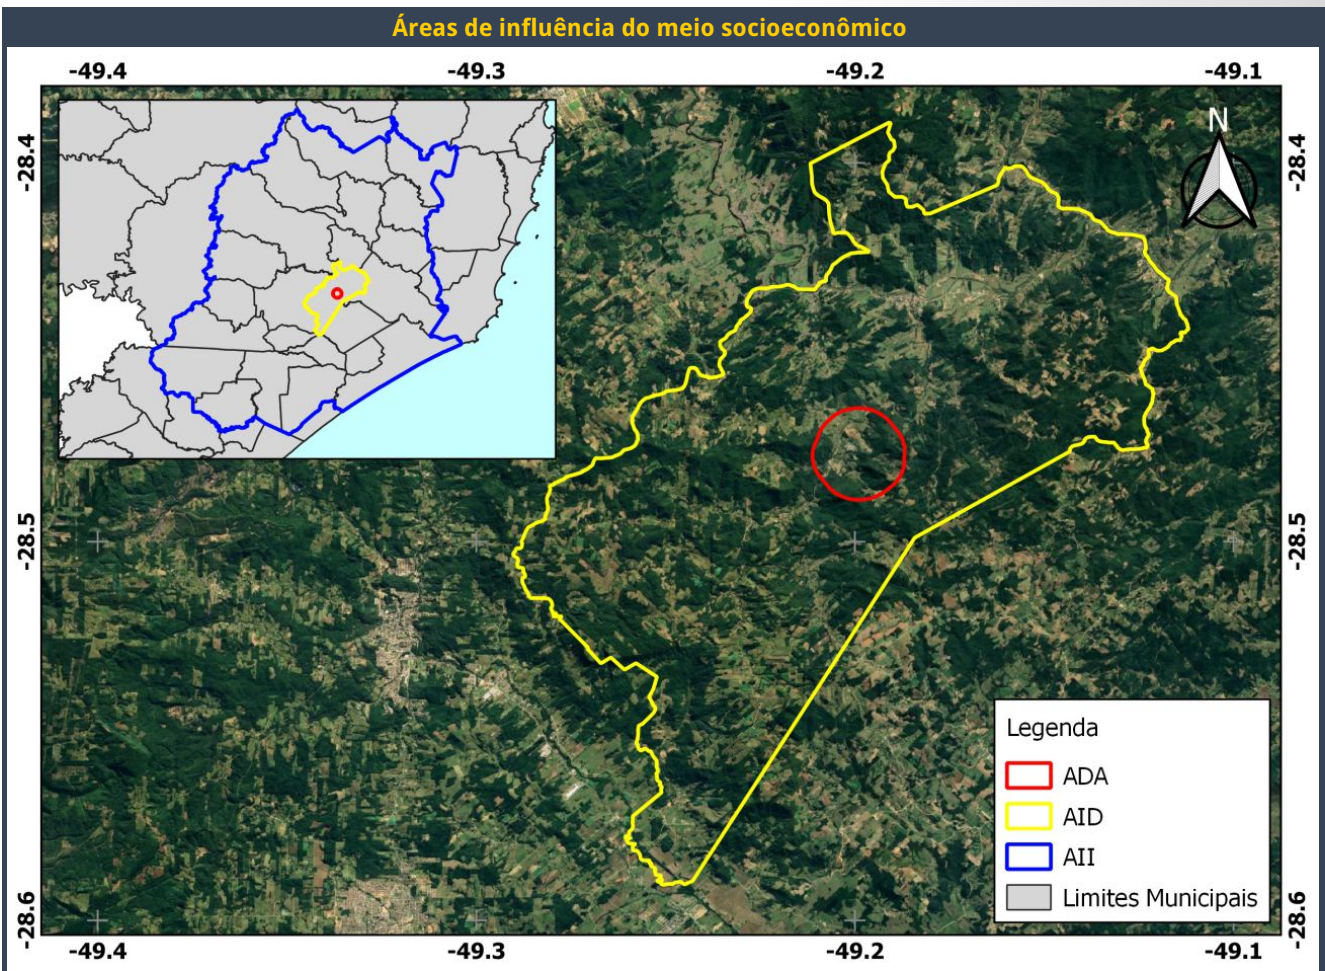 Áreas de influência do meio socioeconômico
-49.4 -49.3 -49.2 -49.1
-28.4 -28.4
N
-28.5 -28.5
Legenda
ADA
AID
AII
Limites Municipais
-28.6 -28.6
-49.4 -49.3 -49.2 -49.1